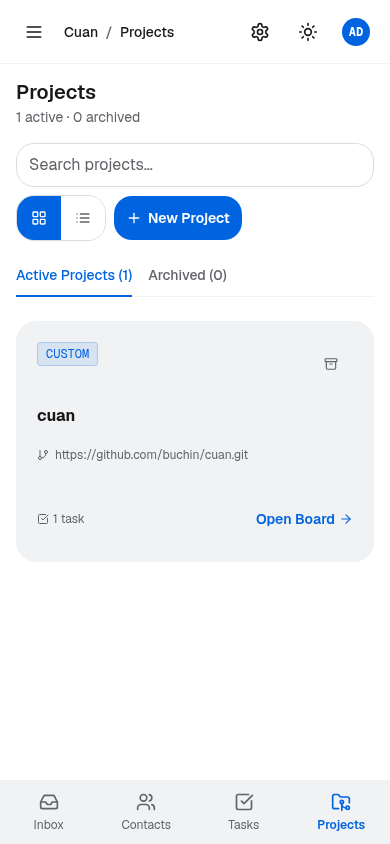 Cuan / Projects
AD
Projects
1 active · 0 archived
Search projects...
New Project
Active Projects (1)
Archived (0)
CUSTOM
cuan
https://github.com/buchin/cuan.git
1 task
Open Board
Inbox
Contacts
Tasks
Projects